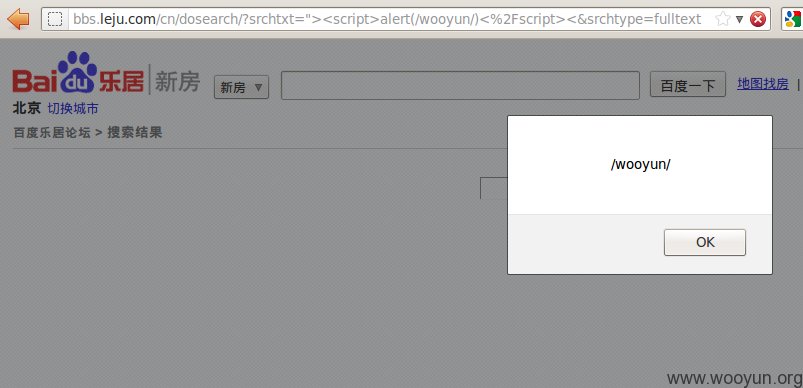 bbs.leju.com/cn/dosearch/?srchtxt="><script>alert(/wooyun/)<%2Fscript><&srchtype=fulltext
Bai du 乐居 新房
新房
百度一下
地图找房 |
北京 切换城市
百度乐居论坛 > 搜索结果
/wooyun/
OK
www.wooyun.org